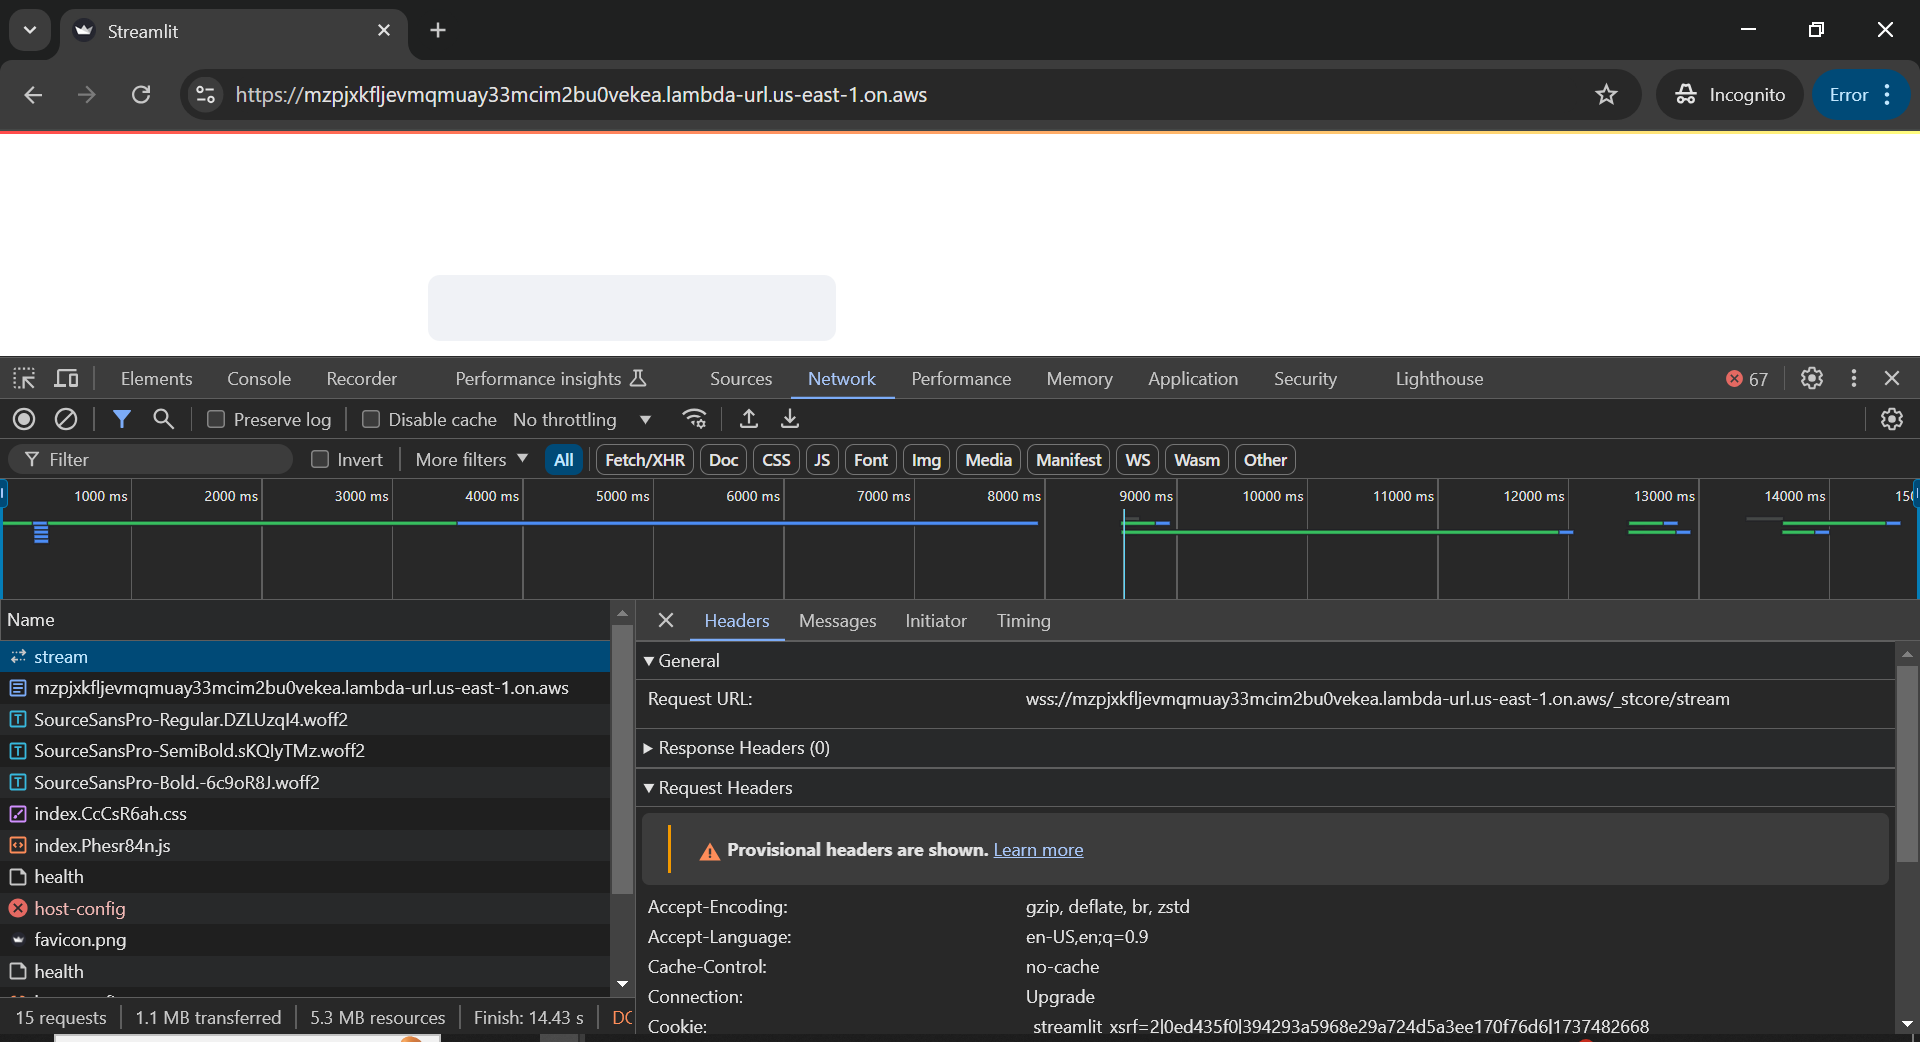 Streamlit
https://mzpjxkfljevmqmuay33mcim2bu0vekea.lambda-url.us-east-1.on.aws
Incognito
Error
Elements Console Recorder Performance insights Sources Network Performance Memory Application Security Lighthouse 67
Preserve log Disable cache No throttling
Filter Invert More filters All Fetch/XHR Doc CSS JS Font Img Media Manifest WS Wasm Other
1000 ms 2000 ms 3000 ms 4000 ms 5000 ms 6000 ms 7000 ms 8000 ms 9000 ms 10000 ms 11000 ms 12000 ms 13000 ms 14000 ms
Name
stream
mzpjxkfljevmqmuay33mcim2bu0vekea.lambda-url.us-east-1.on.aws
SourceSansPro-Regular.DZLUzqI4.woff2
SourceSansPro-SemiBold.sKQIyTMz.woff2
SourceSansPro-Bold.-6c9oR8J.woff2
index.CcCsR6ah.css
index.Phesr84n.js
health
host-config
favicon.png
health
15 requests 1.1 MB transferred 5.3 MB resources Finish: 14.43 s DC
Headers Messages Initiator Timing
General
Request URL: wss://mzpjxkfljevmqmuay33mcim2bu0vekea.lambda-url.us-east-1.on.aws/_stcore/stream
Response Headers (0)
Request Headers
Provisional headers are shown. Learn more
Accept-Encoding: gzip, deflate, br, zstd
Accept-Language: en-US,en;q=0.9
Cache-Control: no-cache
Connection: Upgrade
Cookie: _streamlit_xsrf=2|0ed435f0|394293a5968e29a724d5a3ee170f76d6|1737482668